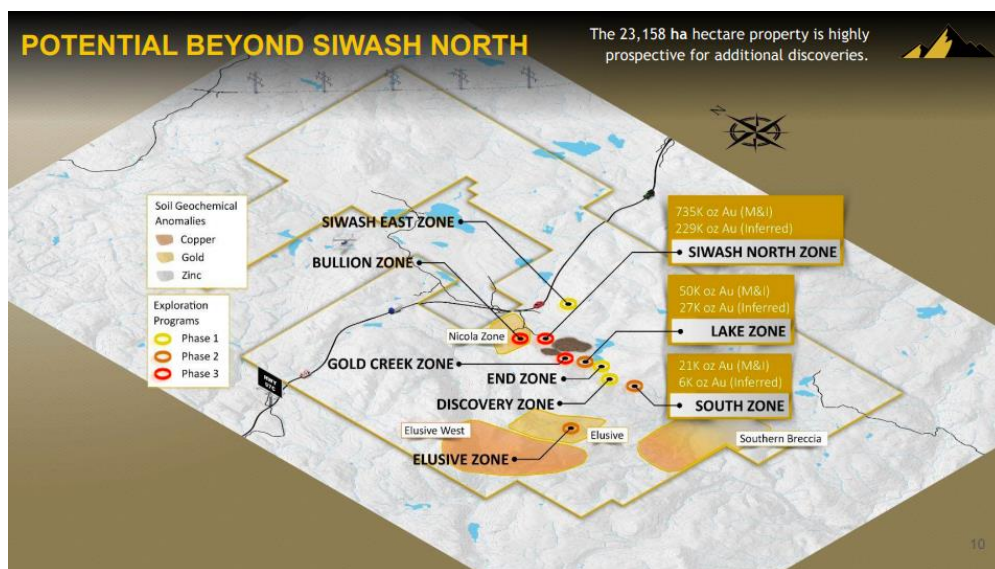 POTENTIAL BEYOND SIWASH NORTH
The 23,158 ha hectare property is highly
prospective for additional discoveries.
N
Soil Geochemical
Anomalies
Copper
Gold
Zinc
Exploration
Programs
Phase 1
Phase 2
Phase 3
SIWASH EAST ZONE
BULLION ZONE
Nicola Zone
GOLD CREEK ZONE
END ZONE
DISCOVERY ZONE
Elusive West
Elusive
ELUSIVE ZONE
Southern Breccia
HWY
97C
735K oz Au (M&I)
229K oz Au (Inferred)
SIWASH NORTH ZONE
50K oz Au (M&I)
27K oz Au (Inferred)
LAKE ZONE
21K oz Au (M&I)
6K oz Au (Inferred)
SOUTH ZONE
10